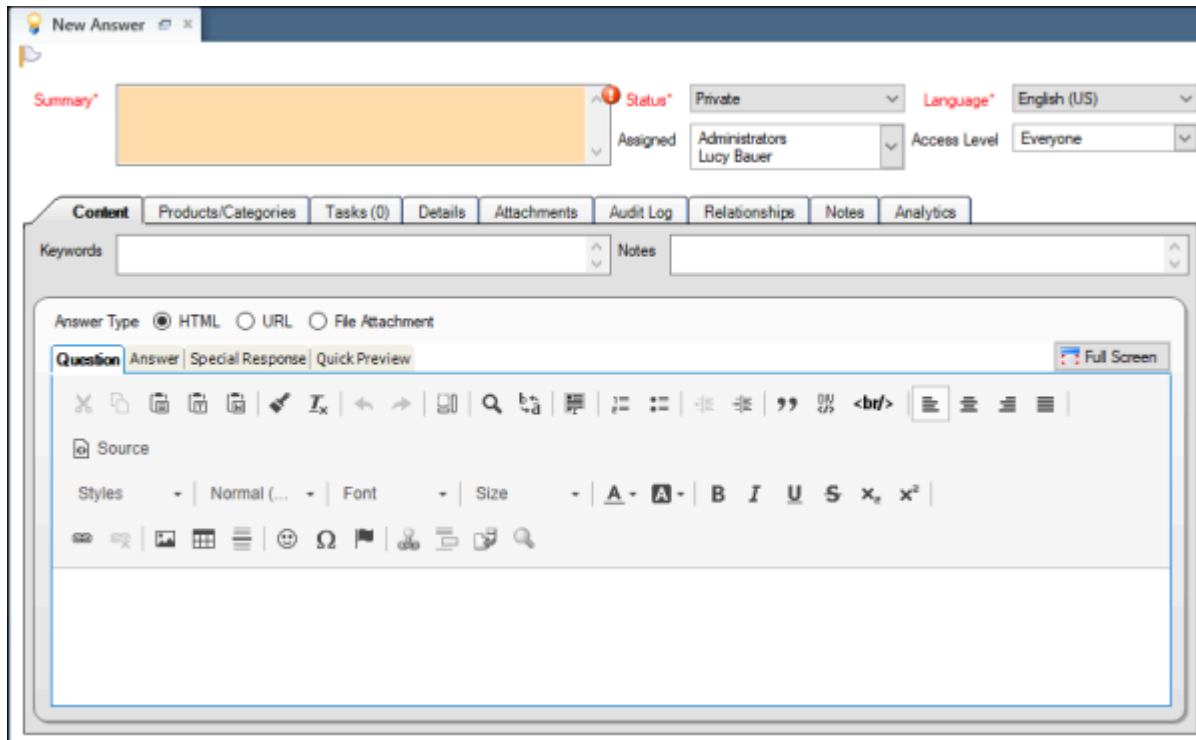 New Answer
Summary* Status* Private Language* English (US)
Assigned Administrators Access Level Everyone
Lucy Bauer
Content Products/Categories Tasks (0) Details Attachments Audit Log Relationships Notes Analytics
Keywords Notes
Answer Type HTML URL File Attachment
Question Answer Special Response Quick Preview Full Screen
<br/>
Source
Styles Normal (... Font Size A A B I U S x₂ x²
Ω